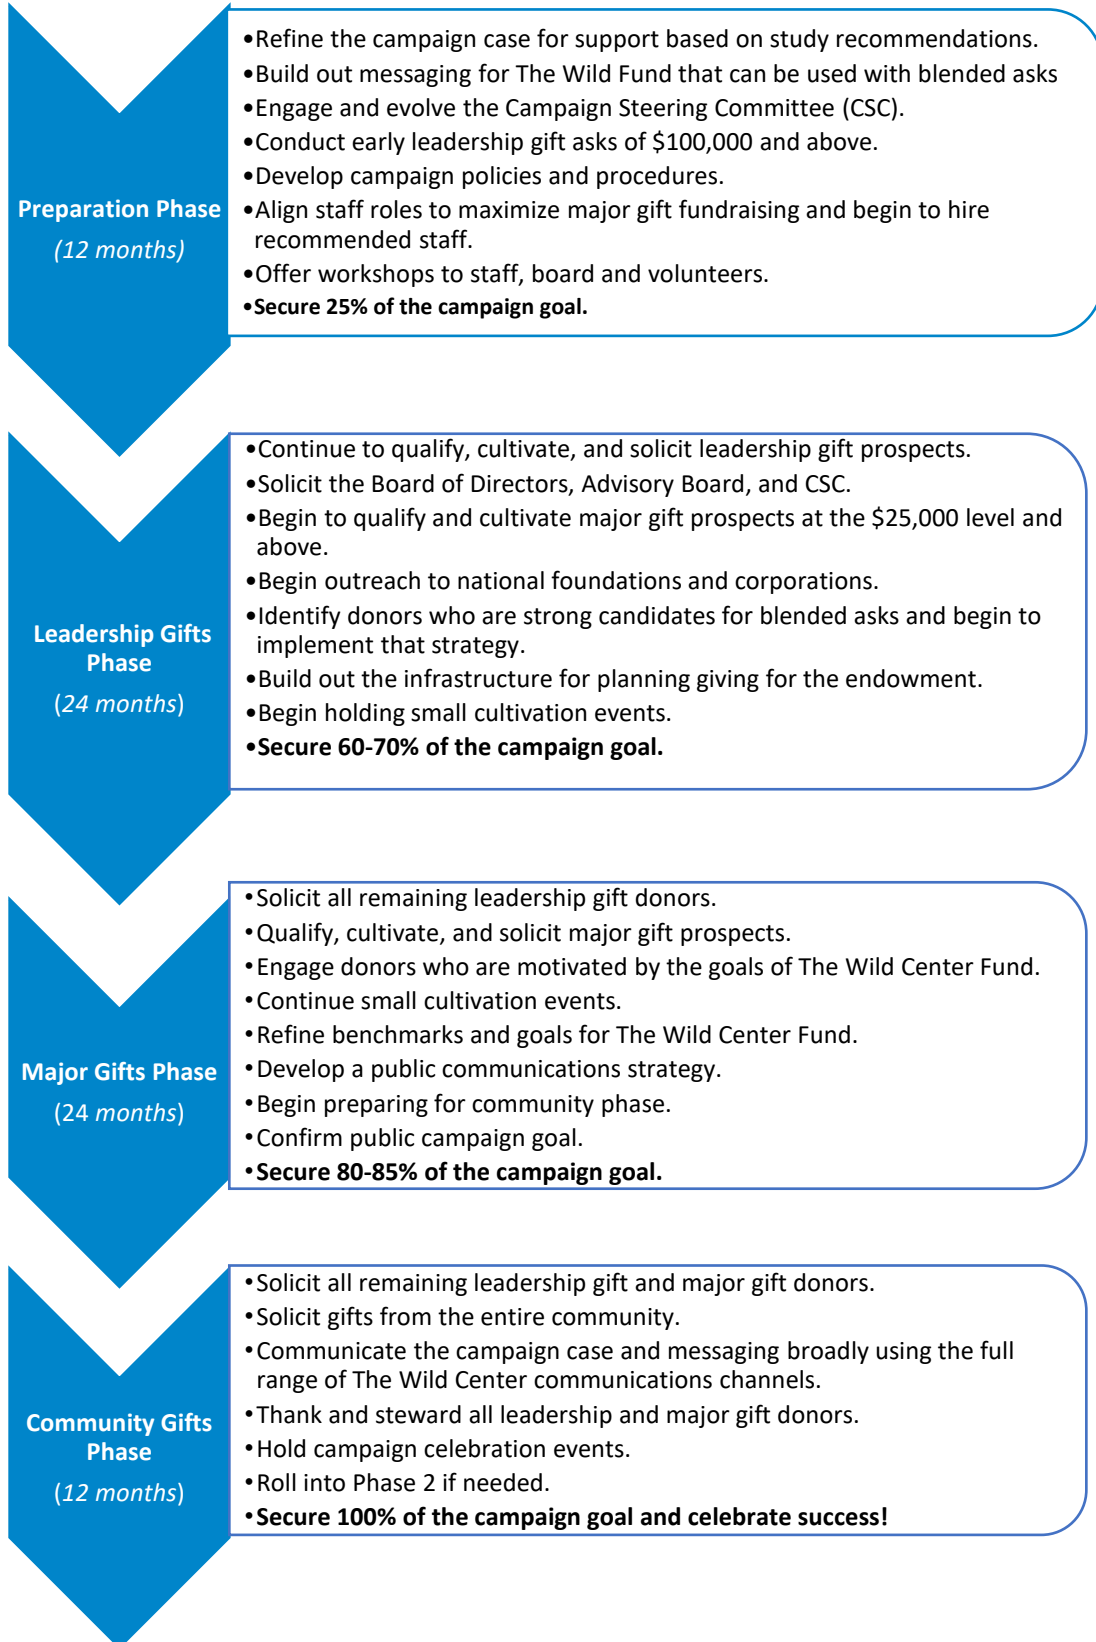 Preparation Phase
(12 months)
•Refine the campaign case for support based on study recommendations.
•Build out messaging for The Wild Fund that can be used with blended asks
•Engage and evolve the Campaign Steering Committee (CSC).
•Conduct early leadership gift asks of $100,000 and above.
•Develop campaign policies and procedures.
•Align staff roles to maximize major gift fundraising and begin to hire
recommended staff.
•Offer workshops to staff, board and volunteers.
•Secure 25% of the campaign goal.
Leadership Gifts
Phase
(24 months)
•Continue to qualify, cultivate, and solicit leadership gift prospects.
•Solicit the Board of Directors, Advisory Board, and CSC.
•Begin to qualify and cultivate major gift prospects at the $25,000 level and
above.
•Begin outreach to national foundations and corporations.
•Identify donors who are strong candidates for blended asks and begin to
implement that strategy.
•Build out the infrastructure for planning giving for the endowment.
•Begin holding small cultivation events.
•Secure 60-70% of the campaign goal.
Major Gifts Phase
(24 months)
•Solicit all remaining leadership gift donors.
•Qualify, cultivate, and solicit major gift prospects.
•Engage donors who are motivated by the goals of The Wild Center Fund.
•Continue small cultivation events.
•Refine benchmarks and goals for The Wild Center Fund.
•Develop a public communications strategy.
•Begin preparing for community phase.
•Confirm public campaign goal.
•Secure 80-85% of the campaign goal.
Community Gifts
Phase
(12 months)
•Solicit all remaining leadership gift and major gift donors.
•Solicit gifts from the entire community.
•Communicate the campaign case and messaging broadly using the full
range of The Wild Center communications channels.
•Thank and steward all leadership and major gift donors.
•Hold campaign celebration events.
•Roll into Phase 2 if needed.
•Secure 100% of the campaign goal and celebrate success!